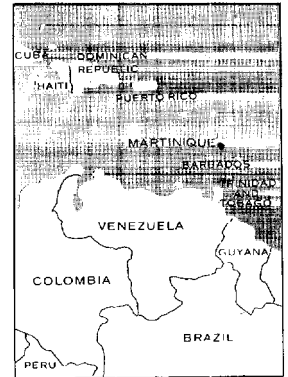 CUBA
DOMINICAN
REPUBLIC
HAITI
PUERTO RICO
MARTINIQUE
BARBADOS
TRINIDAD
AND
TOBAGO
VENEZUELA
GUYANA
COLOMBIA
BRAZIL
PERU